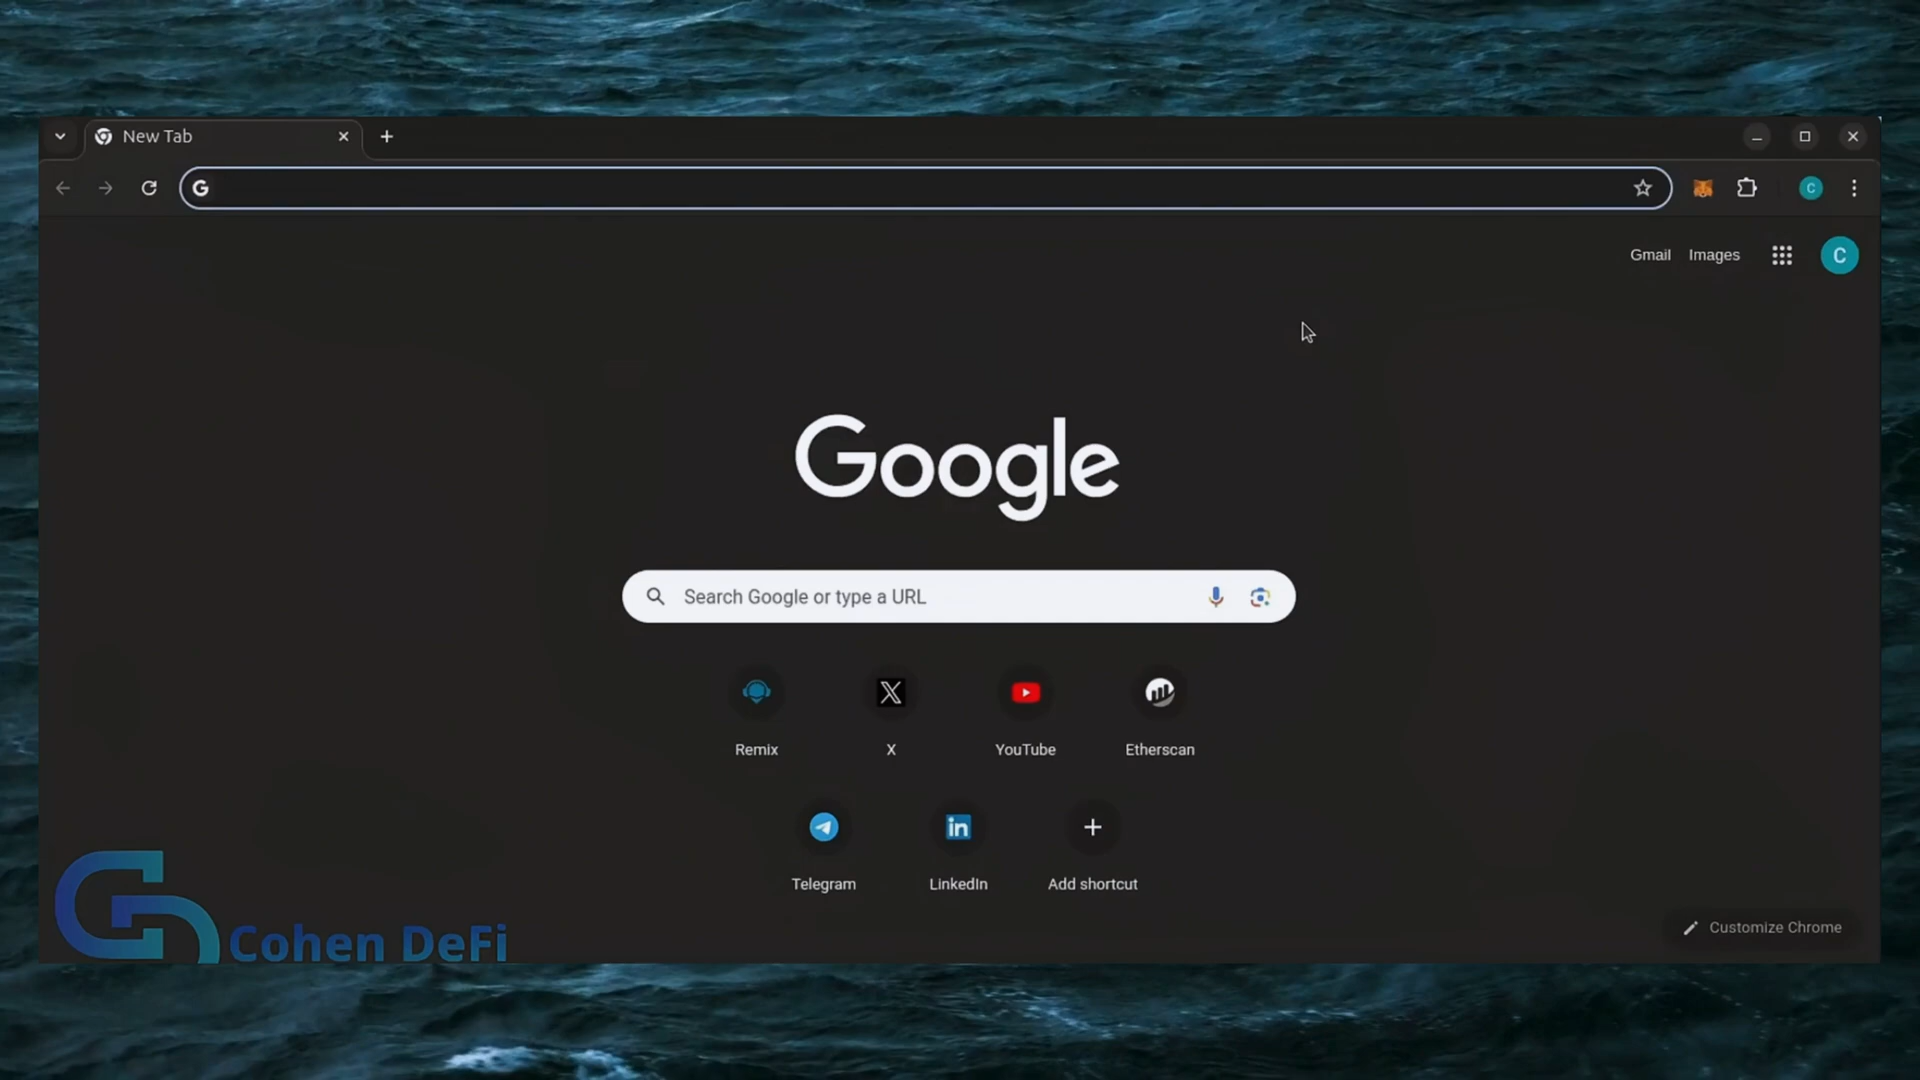 New Tab
Gmail Images
C
Google
Search Google or type a URL
Remix X YouTube Etherscan
Telegram LinkedIn Add shortcut
Cohen DeFi
Customize Chrome